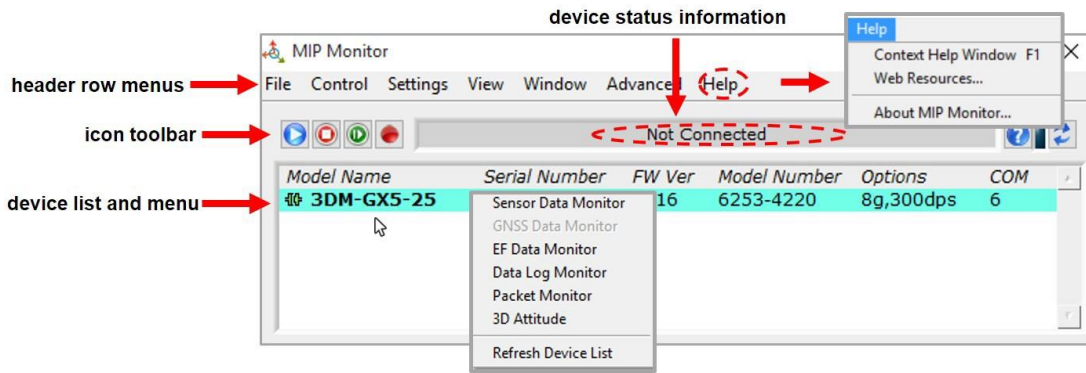 device status information
Help
Context Help Window F1
Web Resources...
About MIP Monitor...
MIP Monitor
header row menus
File Control Settings View Window Advanced Help
icon toolbar
Not Connected
Model Name Serial Number FW Ver Model Number Options COM
device list and menu
3DM-GX5-25 16 6253-4220 8g,300dps 6
Sensor Data Monitor
GNSS Data Monitor
EF Data Monitor
Data Log Monitor
Packet Monitor
3D Attitude
Refresh Device List